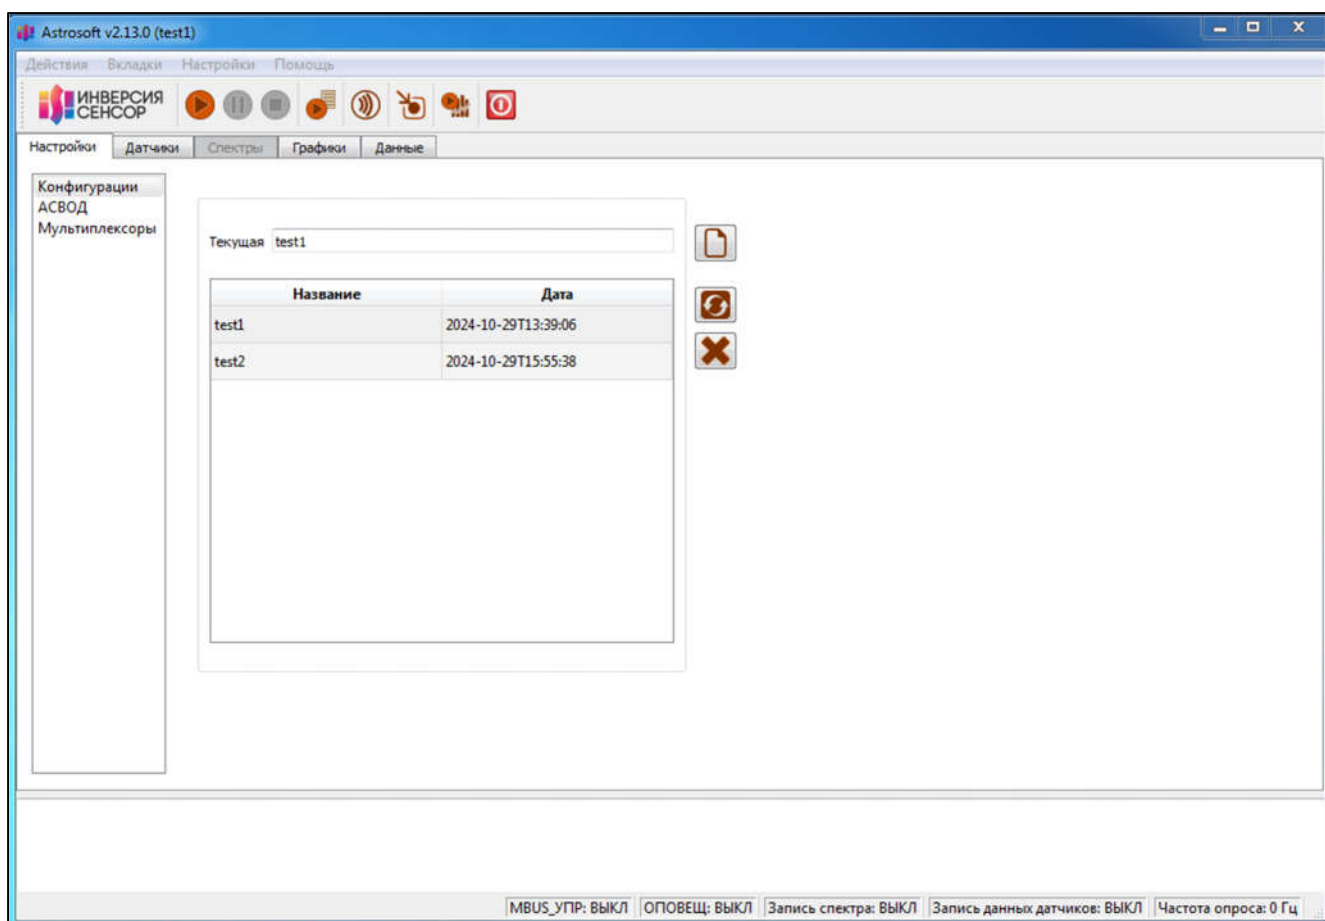 Astrosoft v2.13.0 (test1)
Действия Вкладки Настройки Помощь
ИНВЕРСИЯ
СЕНСОР
Настройки Датчики Спектры Графики Данные
Конфигурации
АСВОД
Мультиплексоры
Текущая test1
Название Дата
test1 2024-10-29T13:39:06
test2 2024-10-29T15:55:38
MBUS_УПР: ВЫКЛ ОПОВЕЩ: ВЫКЛ Запись спектра: ВЫКЛ Запись данных датчиков: ВЫКЛ Частота опроса: 0 Гц